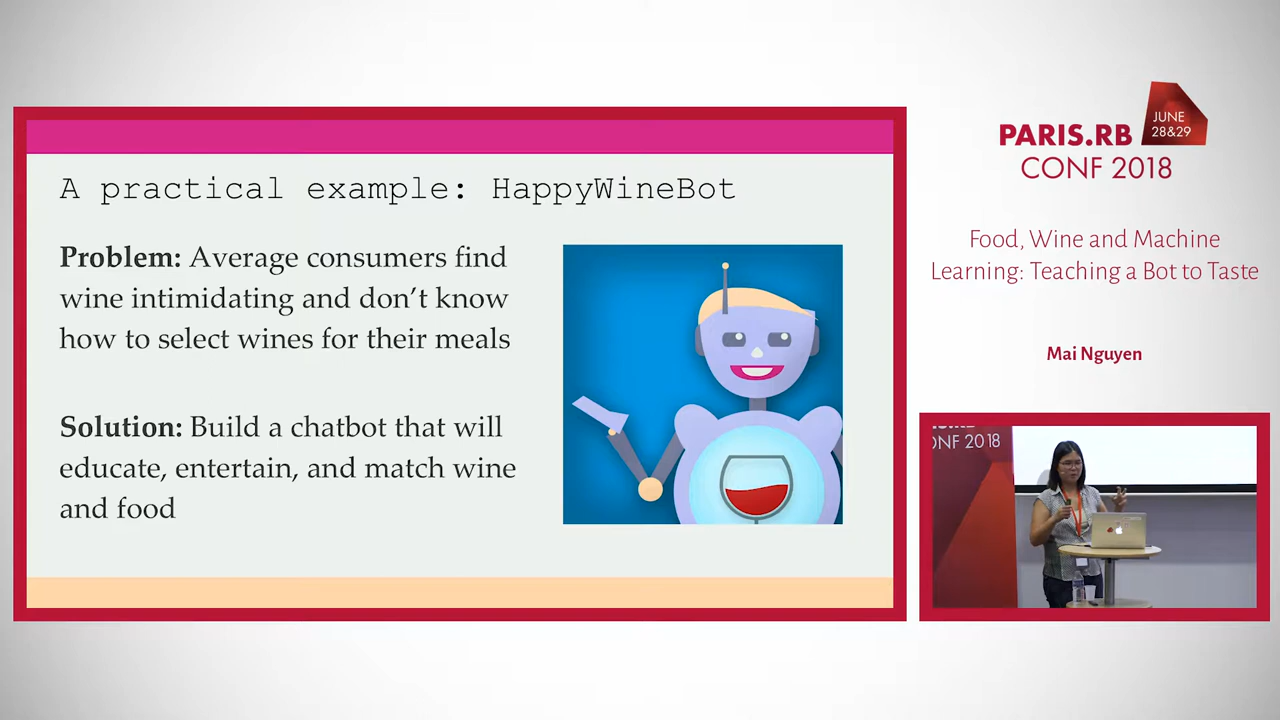 A practical example: HappyWineBot
Problem: Average consumers find
wine intimidating and don’t know
how to select wines for their meals
Solution: Build a chatbot that will
educate, entertain, and match wine
and food
PARIS.RB
JUNE
28&29
CONF 2018
Food, Wine and Machine
Learning: Teaching a Bot to Taste
Mai Nguyen
ONF 2018